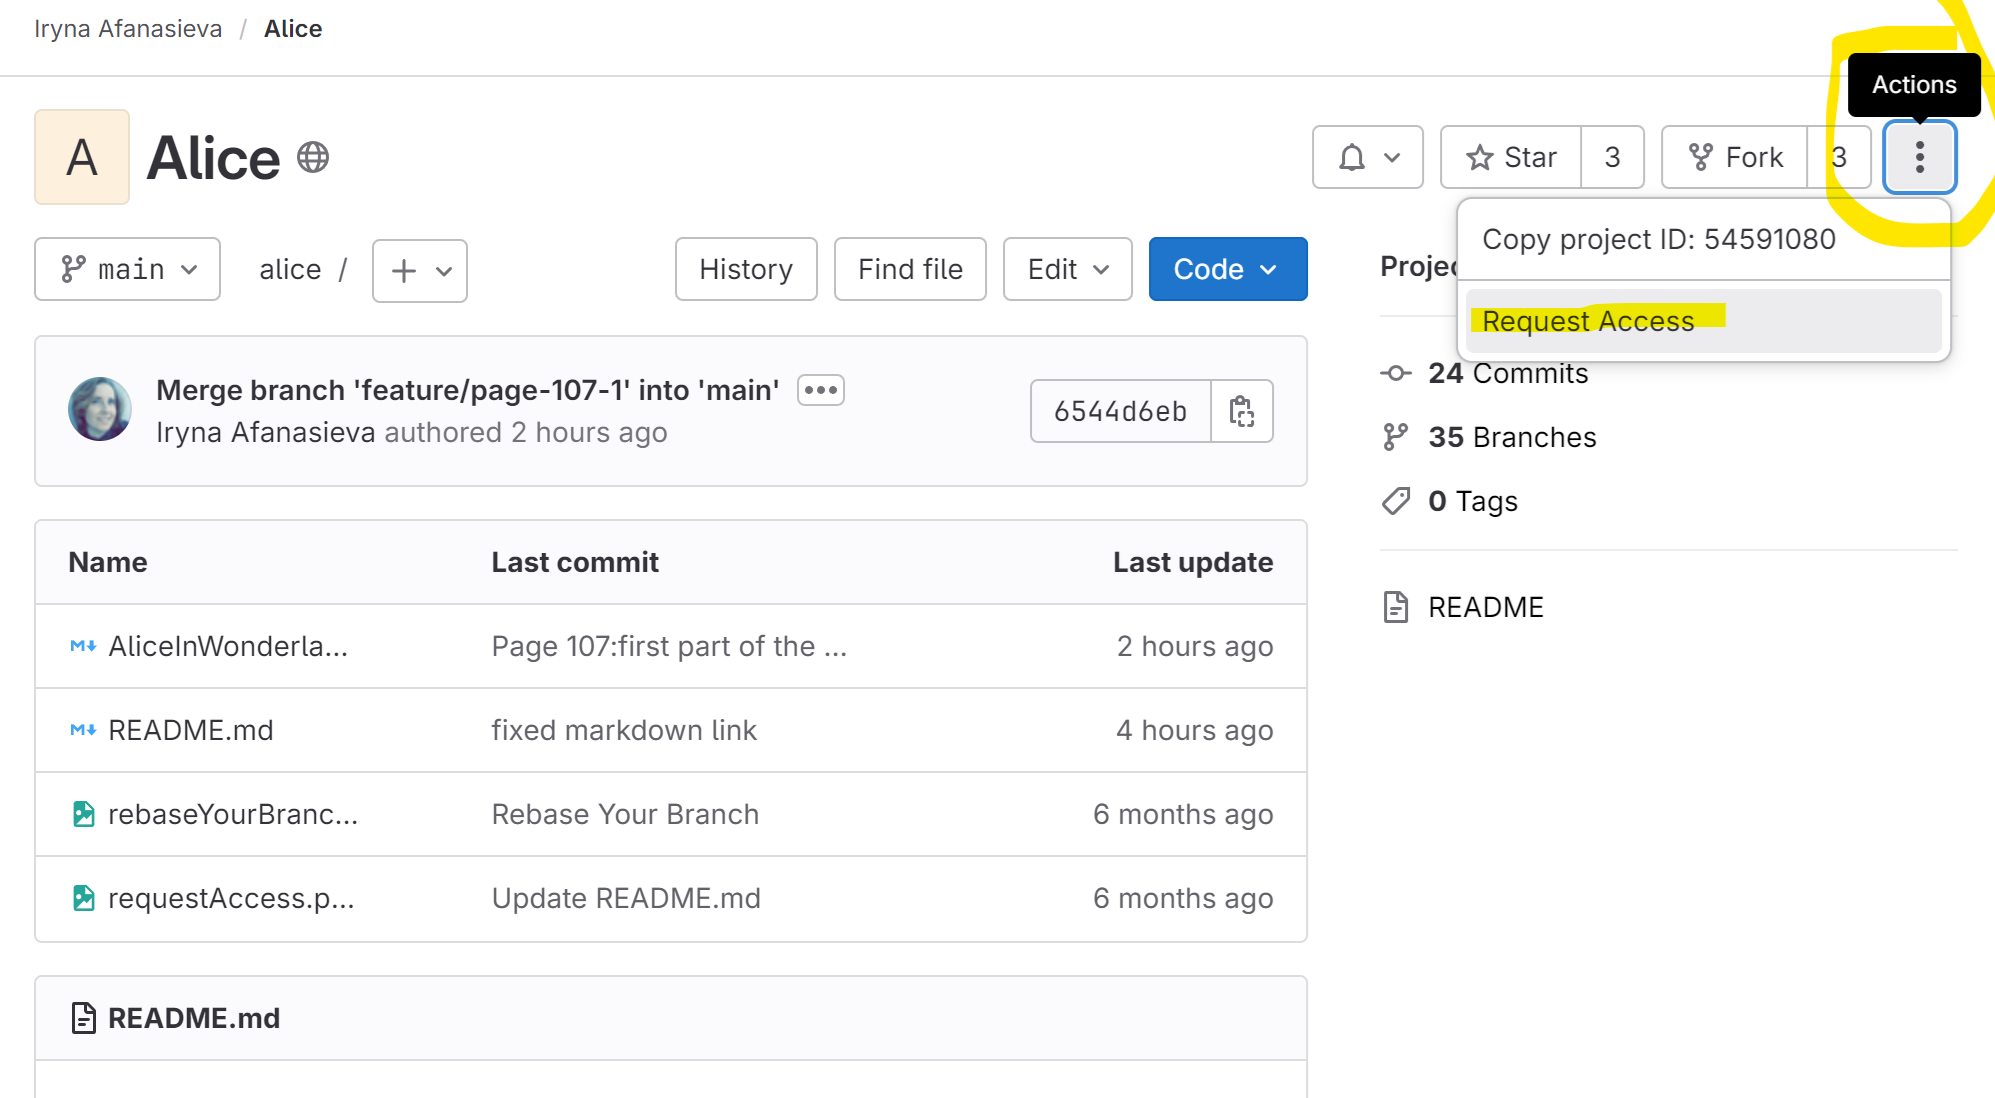 Iryna Afanasieva / Alice
Actions
A Alice
Star 3 Fork 3
Copy project ID: 54591080
Request Access
main alice / + History Find file Edit Code
Projec
Merge branch 'feature/page-107-1' into 'main'
Iryna Afanasieva authored 2 hours ago
6544d6eb
24 Commits
35 Branches
0 Tags
README
Name Last commit Last update
AliceInWonderla... Page 107:first part of the ... 2 hours ago
README.md fixed markdown link 4 hours ago
rebaseYourBranc... Rebase Your Branch 6 months ago
requestAccess.p... Update README.md 6 months ago
README.md